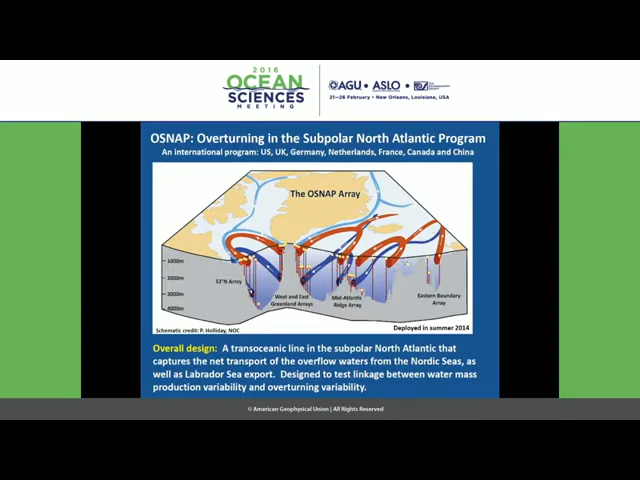 2016
OCEAN
SCIENCES
MEETING
AGU • ASLO •
21–26 February • New Orleans, Louisiana, USA
OSNAP: Overturning in the Subpolar North Atlantic Program
An international program: US, UK, Germany, Netherlands, France, Canada and China
The OSNAP Array
1000m
2000m
3000m
4000m
53°N Array
West and East
Greenland Arrays
Mid-Atlantic
Ridge Array
Eastern Boundary
Array
Schematic credit: P. Holliday, NOC
Deployed in summer 2014
Overall design: A transoceanic line in the subpolar North Atlantic that
captures the net transport of the overflow waters from the Nordic Seas, as
well as Labrador Sea export. Designed to test linkage between water mass
production variability and overturning variability.
© American Geophysical Union | All Rights Reserved